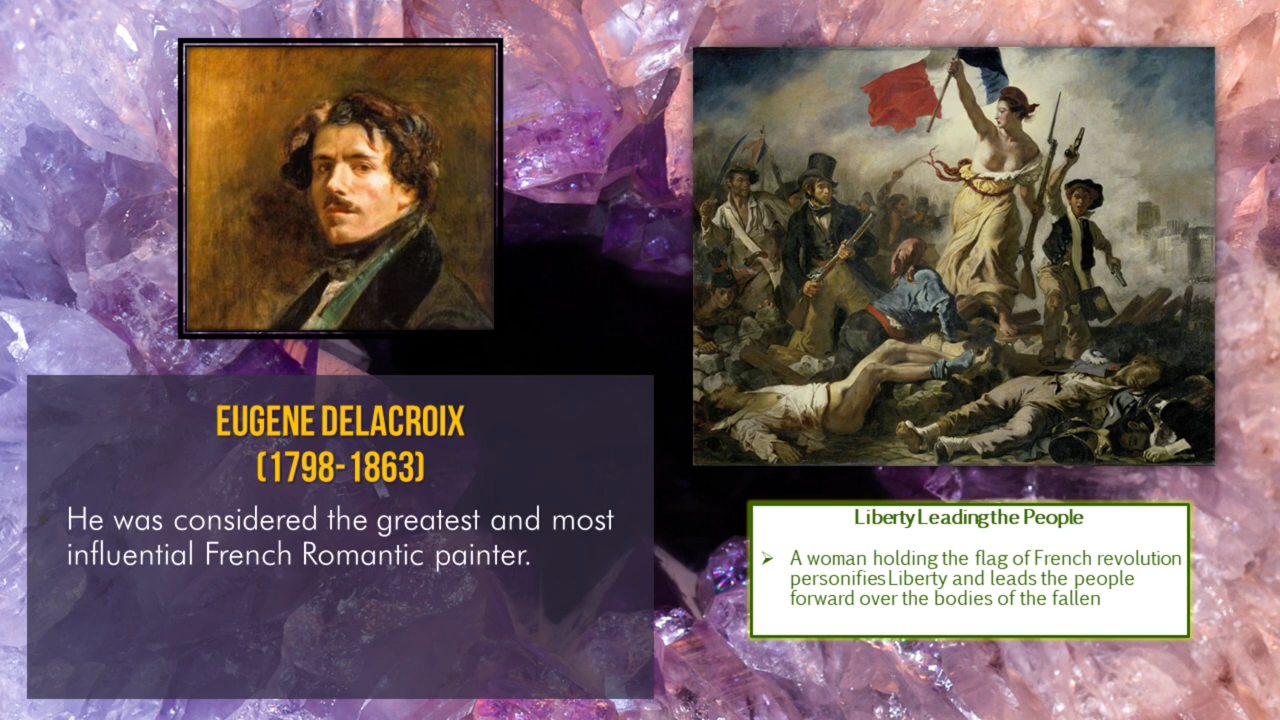 EUGENE DELACROIX
(1798-1863)
He was considered the greatest and most
influential French Romantic painter.
Liberty Leading the People
➢ A woman holding the flag of French revolution
personifies Liberty and leads the people
forward over the bodies of the fallen